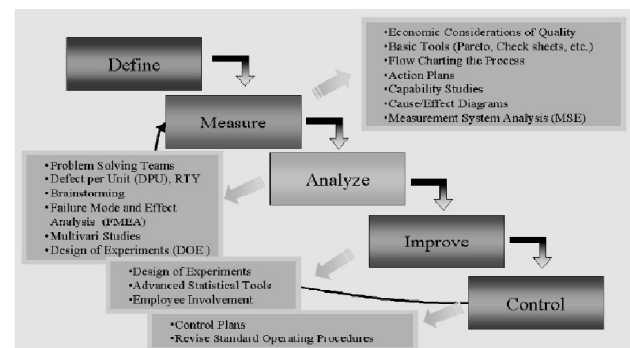 Define
•Economic Considerations of Quality
•Basic Tools (Pareto, Check sheets, etc.)
•Flow Charting the Process
•Action Plans
•Capability Studies
•Cause/Effect Diagrams
•Measurement System Analysis (MSE)
Measure
•Problem Solving Teams
•Defect per Unit (DPU), RTY
•Brainstorming
•Failure Mode and Effect
Analysis (FMEA)
•Multivari Studies
•Design of Experiments (DOE )
Analyze
Improve
•Design of Experiments
•Advanced Statistical Tools
•Employee Involvement
Control
•Control Plans
•Revise Standard Operating Procedures